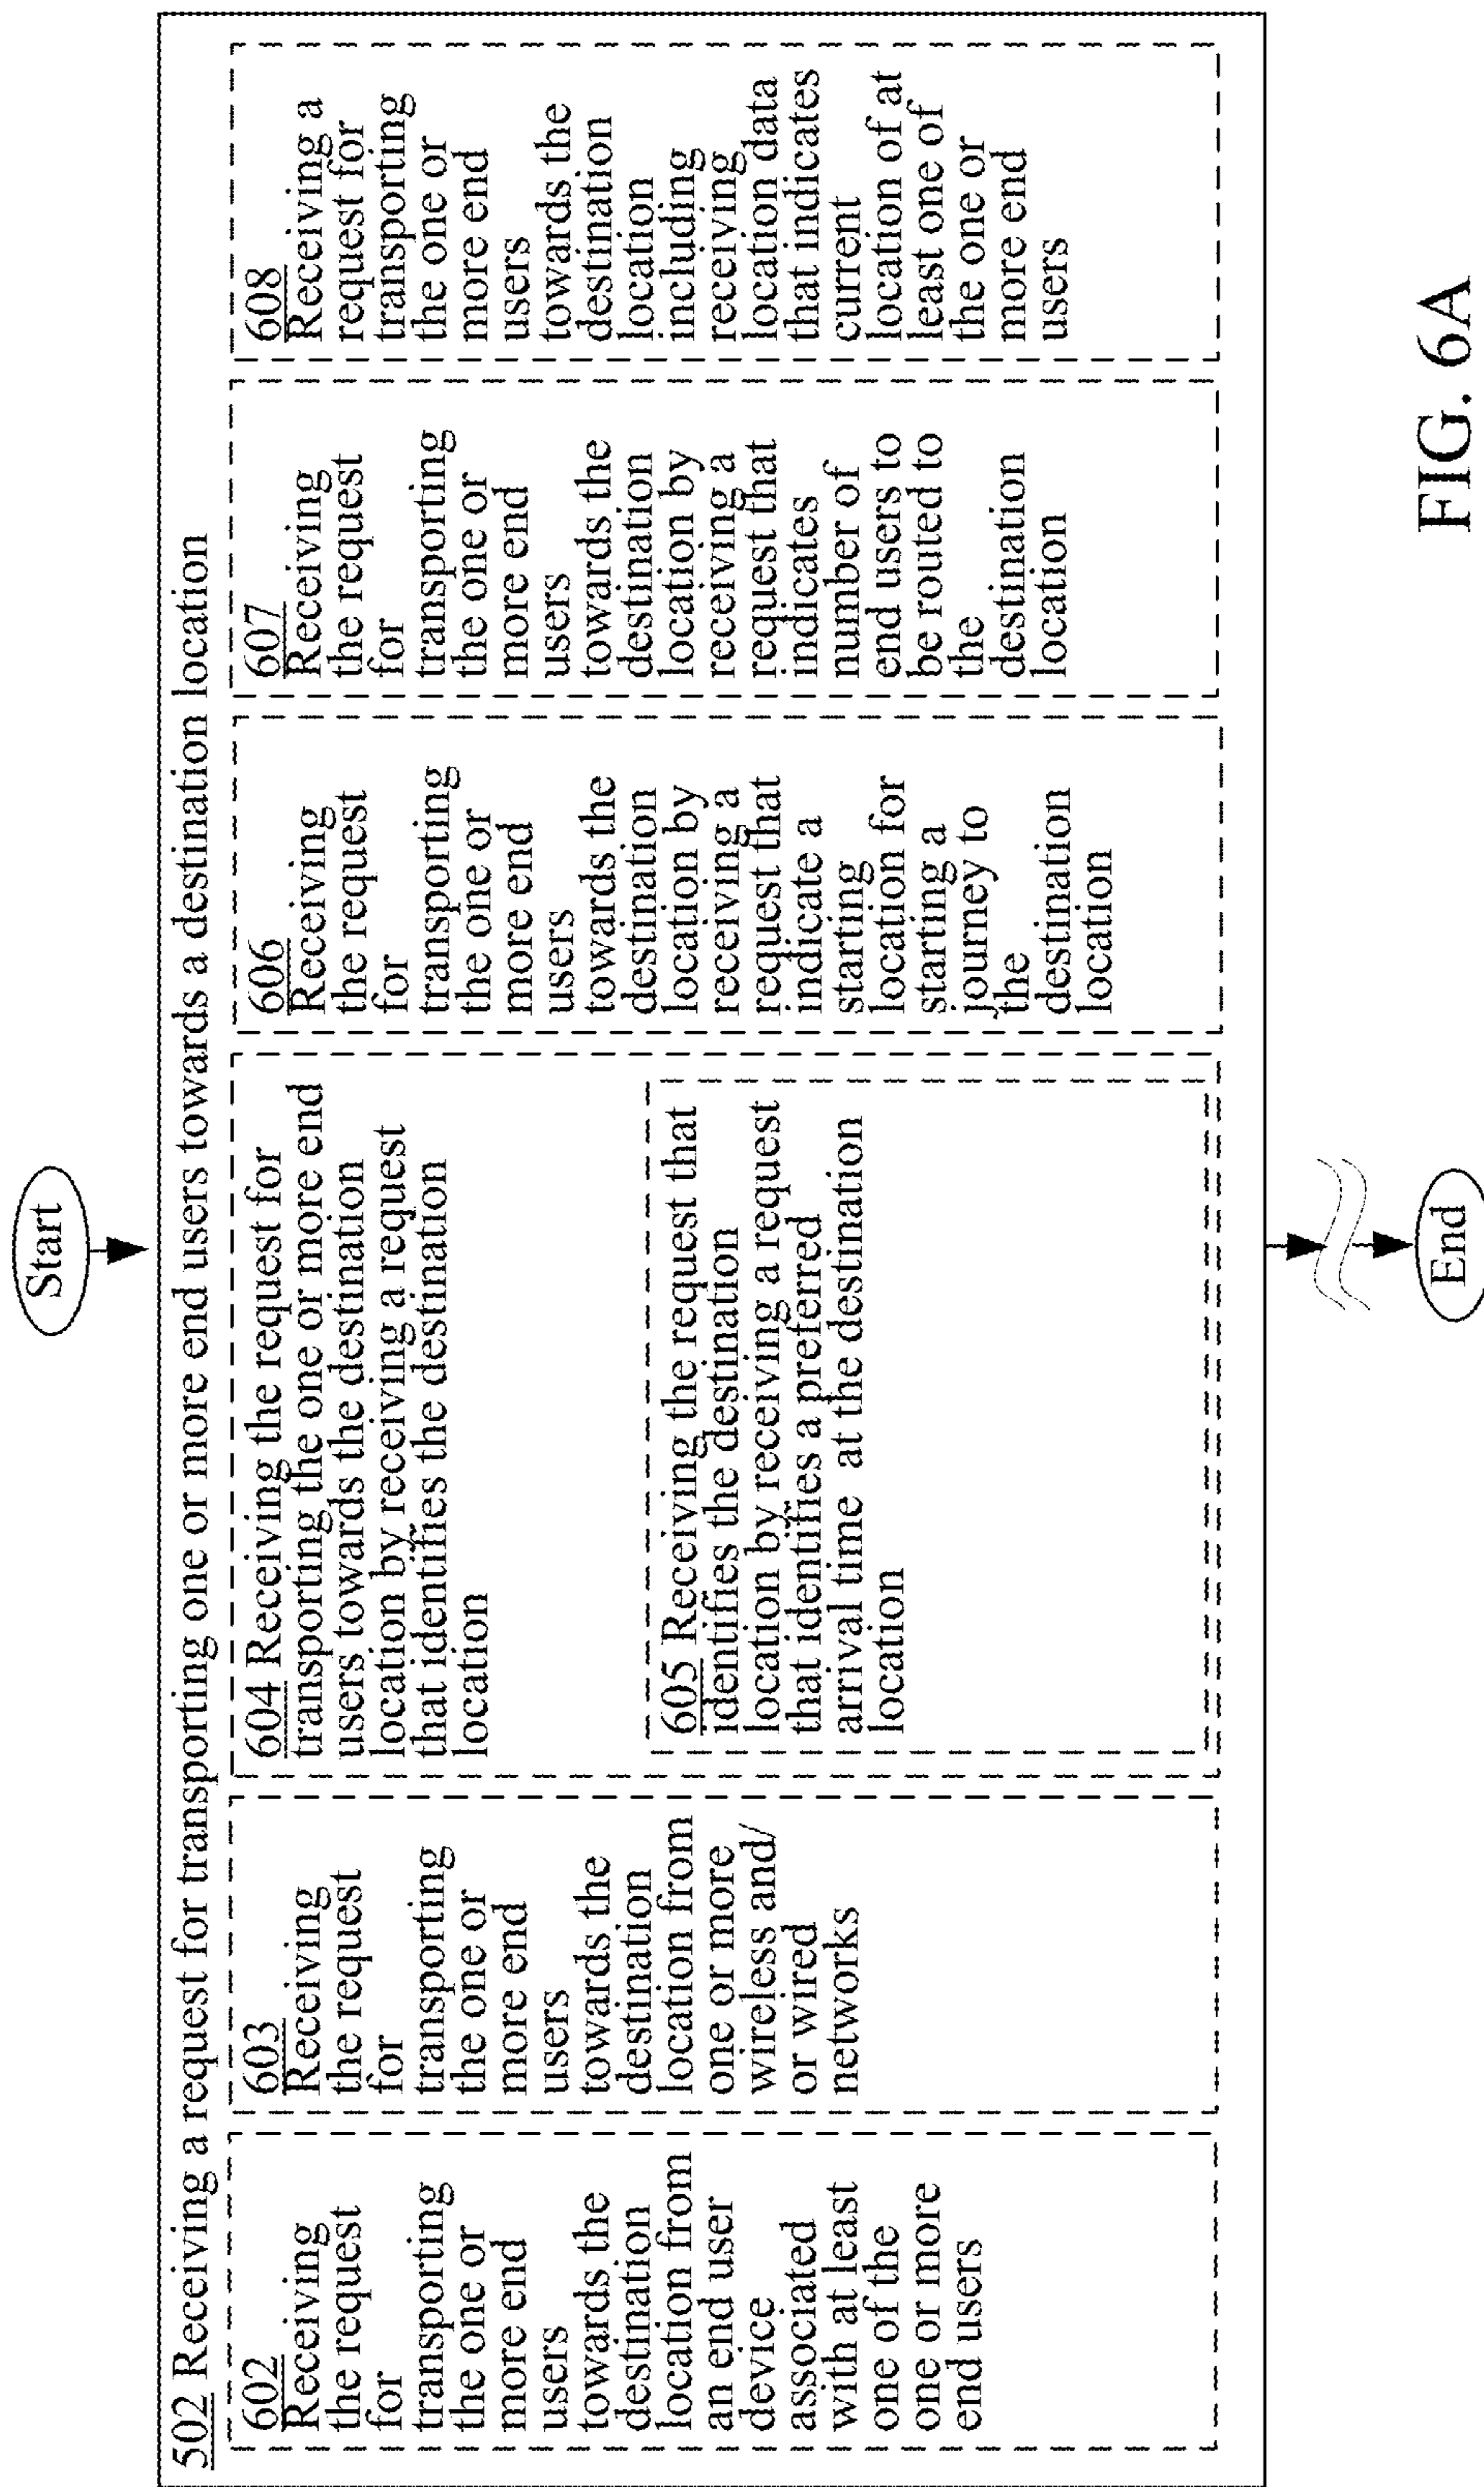 Start
502 Receiving a request for transporting one or more end users towards a destination location
602
Receiving
the request
for
transporting
the one or
more end
users
towards the
destination
location from
an end user
device
associated
with at least
one of the
one or more
end users
603
Receiving
the request
for
transporting
the one or
more end
users
towards the
destination
location from
one or more
wireless and/
or wired
networks
604 Receiving the request for
transporting the one or more end
users towards the destination
location by receiving a request
that identifies the destination
location
605 Receiving the request that
identifies the destination
location by receiving a request
that identifies a preferred
arrival time at the destination
location
606
Receiving
the request
for
transporting
the one or
more end
users
towards the
destination
location by
receiving a
request that
indicate a
starting
location for
starting a
journey to
the
destination
location
607
Receiving
the request
for
transporting
the one or
more end
users
towards the
destination
location by
receiving a
request that
indicates
number of
end users to
be routed to
the
destination
location
608
Receiving a
request for
transporting
the one or
more end
users
towards the
destination
location
including
receiving
location data
that indicates
current
location of at
least one of
the one or
more end
users
End
FIG. 6A